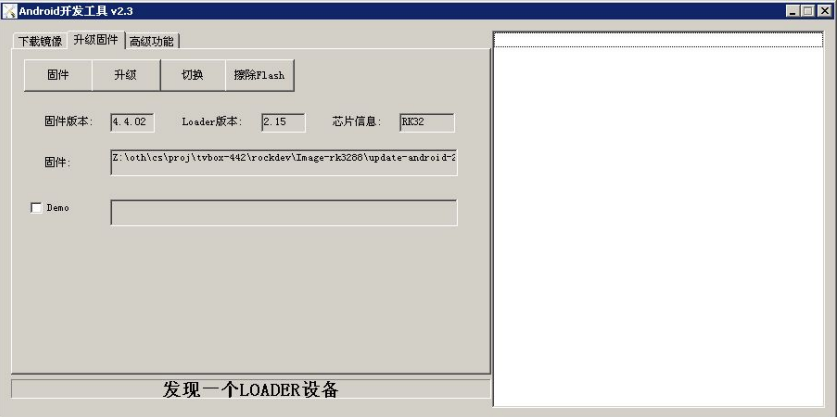 Android开发工具 v2.3
下载镜像 升级固件 高级功能
固件 升级 切换 擦除Flash
固件版本: 4.4.02 Loader版本: 2.15 芯片信息: RK32
固件: Z:\oth\cs\proj\tvbox-442\rockdev\Image-rk3288\update-android-2
Demo
发现一个LOADER设备